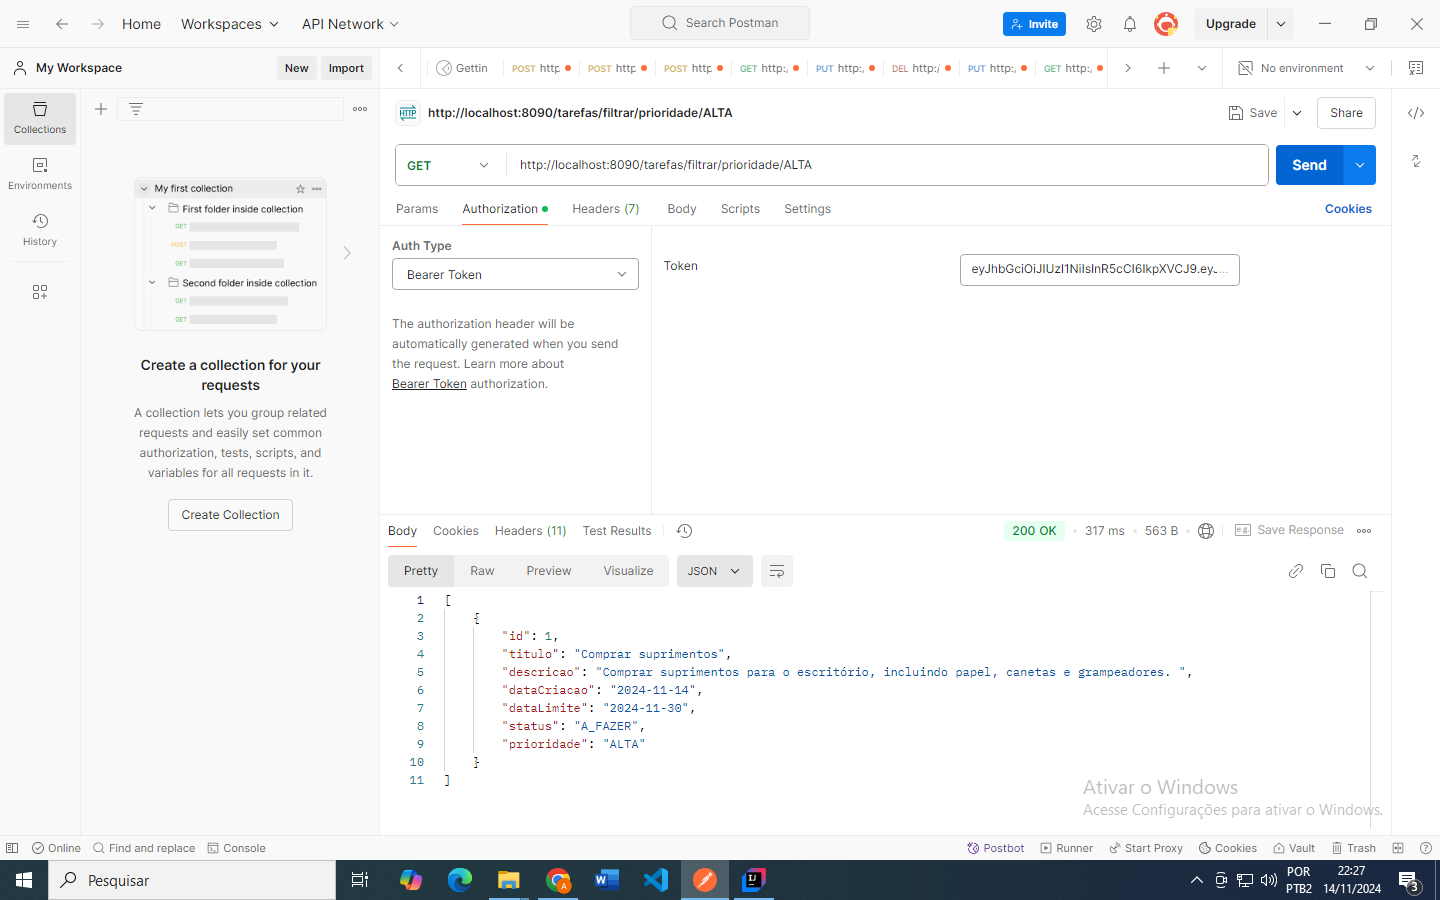 Home
Workspaces
API Network
Search Postman
Invite
Upgrade
My Workspace
New
Import
Gettin
POST http
POST http
POST http
GET http:/
PUT http:/
DEL http:/
PUT http:/
GET http:/
No environment
Collections
Environments
History
My first collection
First folder inside collection
GET
POST
GET
Second folder inside collection
GET
GET
Create a collection for your
requests
A collection lets you group related
requests and easily set common
authorization, tests, scripts, and
variables for all requests in it.
Create Collection
HTTP
http://localhost:8090/tarefas/filtrar/prioridade/ALTA
Save
Share
GET
http://localhost:8090/tarefas/filtrar/prioridade/ALTA
Send
Params
Authorization
Headers (7)
Body
Scripts
Settings
Cookies
Auth Type
Bearer Token
The authorization header will be
automatically generated when you send
the request. Learn more about
Bearer Token authorization.
Token
Body
Cookies
Headers (11)
Test Results
200 OK
317 ms
563 B
e.g.
Save Response
Pretty
Raw
Preview
Visualize
JSON
1 [
2 {
3 "id": 1,
4 "titulo": "Comprar suprimentos",
5 "descricao": "Comprar suprimentos para o escritório, incluindo papel, canetas e grampeadores. ",
6 "dataCriacao": "2024-11-14",
7 "dataLimite": "2024-11-30",
8 "status": "A_FAZER",
9 "prioridade": "ALTA"
10 }
11 ]
Ativar o Windows
Acesse Configurações para ativar o Windows.
Online
Find and replace
Console
Postbot
Runner
Start Proxy
Cookies
Vault
Trash
Pesquisar
POR
PTB2
22:27
14/11/2024
3